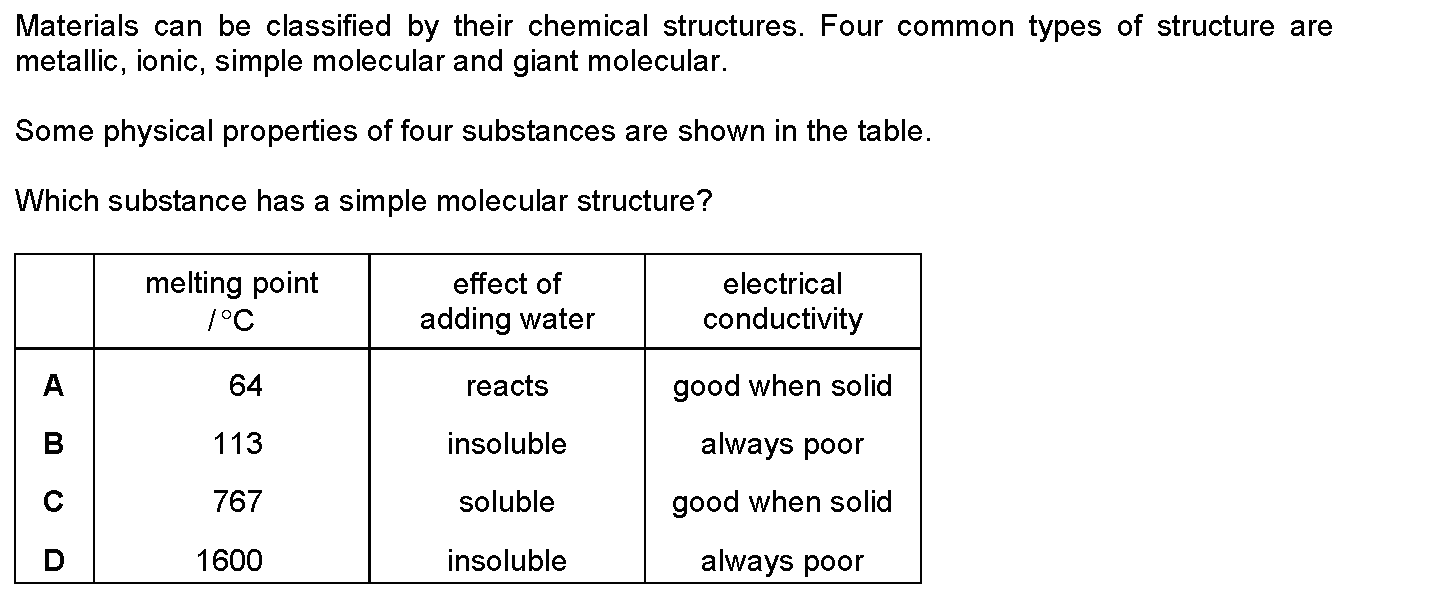 Materials can be classified by their chemical structures. Four common types of structure are
metallic, ionic, simple molecular and giant molecular.
Some physical properties of four substances are shown in the table.
Which substance has a simple molecular structure?
melting point /°C effect of adding water electrical conductivity
A 64 reacts good when solid
B 113 insoluble always poor
C 767 soluble good when solid
D 1600 insoluble always poor